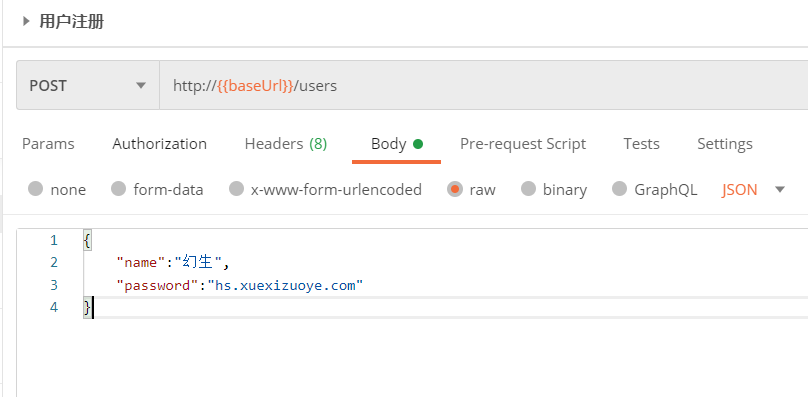 用户注册
POST http://{{baseUrl}}/users
Params Authorization Headers (8) Body Pre-request Script Tests Settings
none form-data x-www-form-urlencoded raw binary GraphQL JSON
1 {
2 "name":"幻生",
3 "password":"hs.xuexizuoye.com"
4 }